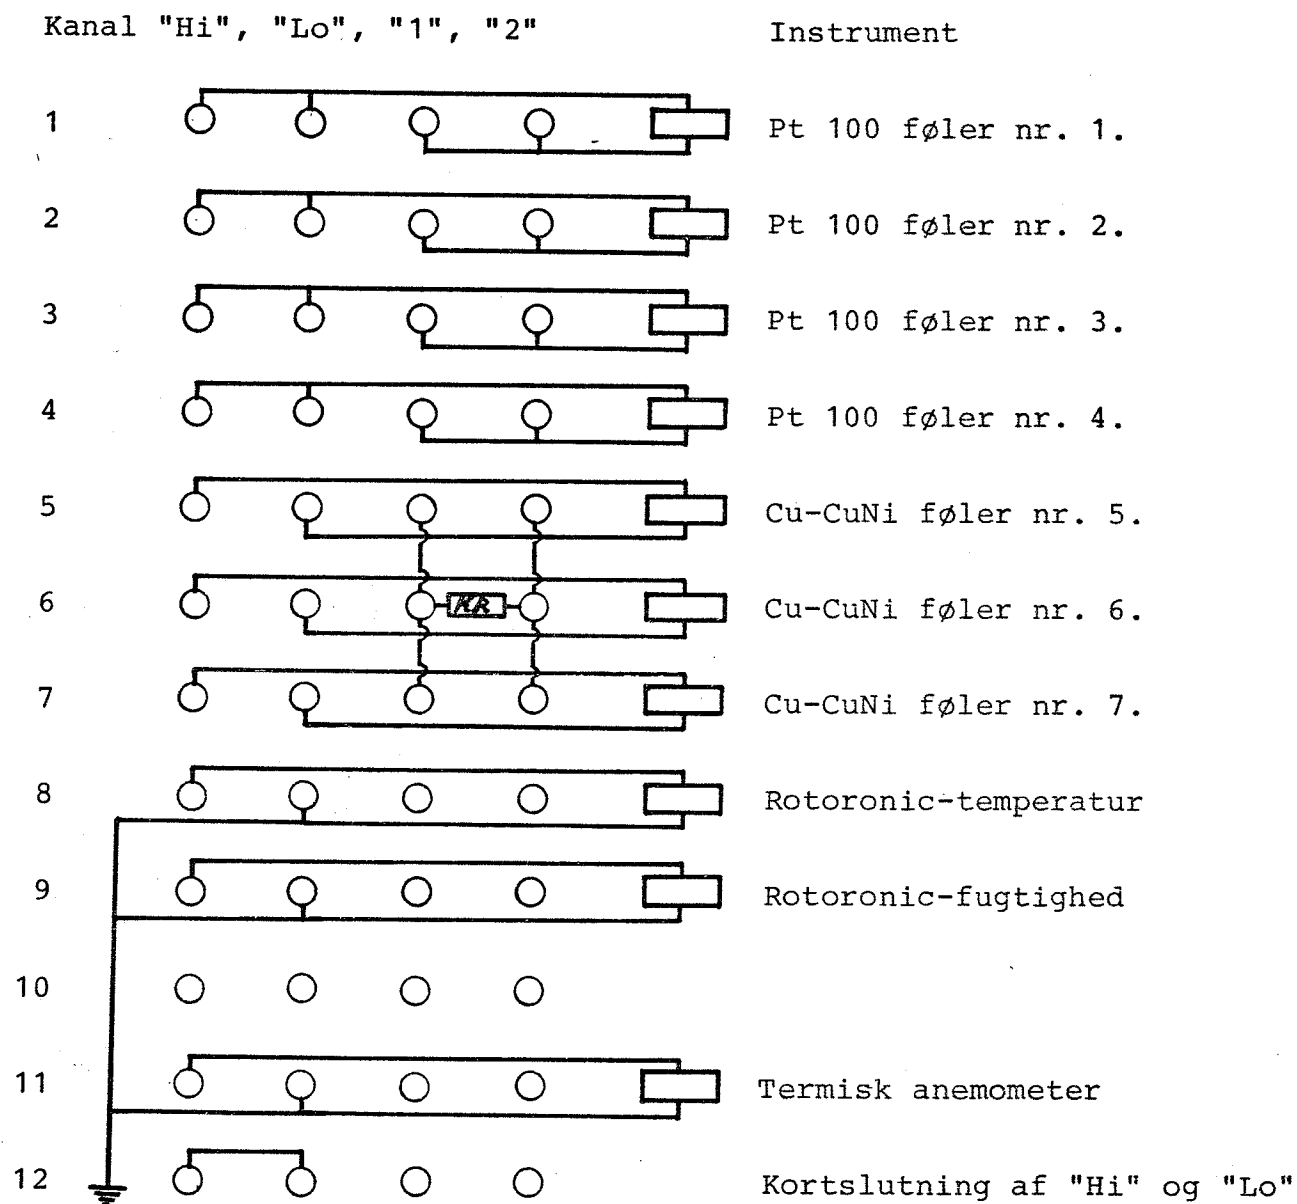 Kanal "Hi", "Lo", "1", "2" Instrument
1 Pt 100 føler nr. 1.
2 Pt 100 føler nr. 2.
3 Pt 100 føler nr. 3.
4 Pt 100 føler nr. 4.
5 Cu-CuNi føler nr. 5.
6 KR Cu-CuNi føler nr. 6.
7 Cu-CuNi føler nr. 7.
8 Rotoronic-temperatur
9 Rotoronic-fugtighed
10
11 Termisk anemometer
12 Kortslutning af "Hi" og "Lo"